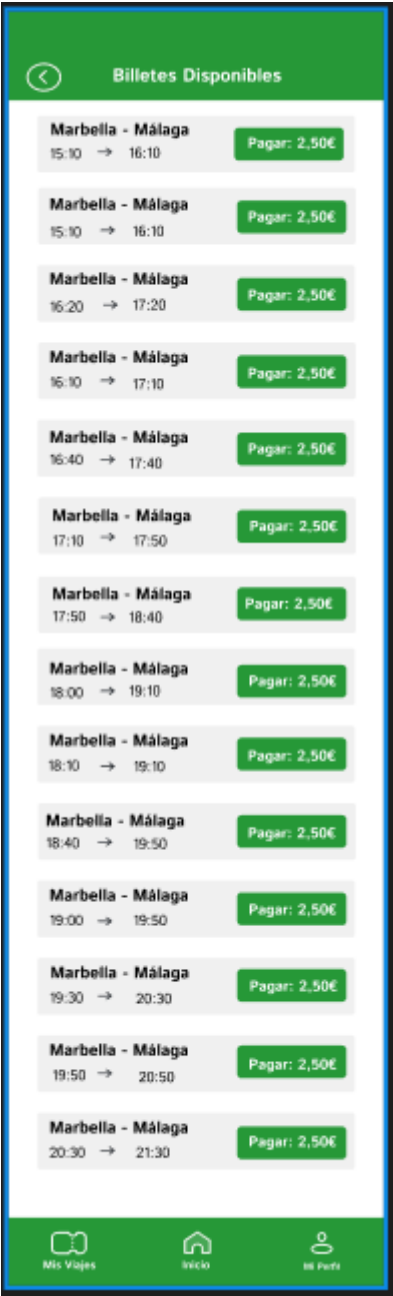 Billetes Disponibles
Marbella - Málaga
15:10 → 16:10
Pagar: 2,50€
Marbella - Málaga
15:10 → 16:10
Pagar: 2,50€
Marbella - Málaga
16:20 → 17:20
Pagar: 2,50€
Marbella - Málaga
16:10 → 17:10
Pagar: 2,50€
Marbella - Málaga
16:40 → 17:40
Pagar: 2,50€
Marbella - Málaga
17:10 → 17:50
Pagar: 2,50€
Marbella - Málaga
17:50 → 18:40
Pagar: 2,50€
Marbella - Málaga
18:00 → 19:10
Pagar: 2,50€
Marbella - Málaga
18:10 → 19:10
Pagar: 2,50€
Marbella - Málaga
18:40 → 19:50
Pagar: 2,50€
Marbella - Málaga
19:00 → 19:50
Pagar: 2,50€
Marbella - Málaga
19:30 → 20:30
Pagar: 2,50€
Marbella - Málaga
19:50 → 20:50
Pagar: 2,50€
Marbella - Málaga
20:30 → 21:30
Pagar: 2,50€
Mis Viajes
Inicio
Mi Perfil